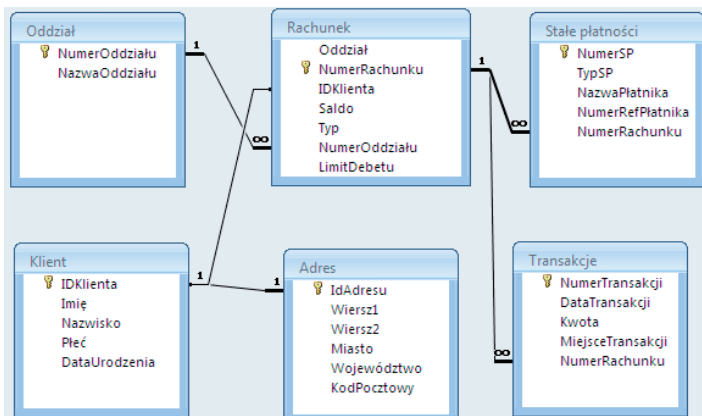 Oddział
NumerOddziału
NazwaOddziału
1
∞
Rachunek
Oddział
NumerRachunku
IDKlienta
Saldo
Typ
NumerOddziału
LimitDebetu
1
∞
Stałe płatności
NumerSP
TypSP
NazwaPłatnika
NumerRefPłatnika
NumerRachunku
Klient
IDKlienta
Imię
Nazwisko
Płeć
DataUrodzenia
1
1
Adres
IdAdresu
Wiersz1
Wiersz2
Miasto
Województwo
KodPocztowy
∞
Transakcje
NumerTransakcji
DataTransakcji
Kwota
MiejsceTransakcji
NumerRachunku